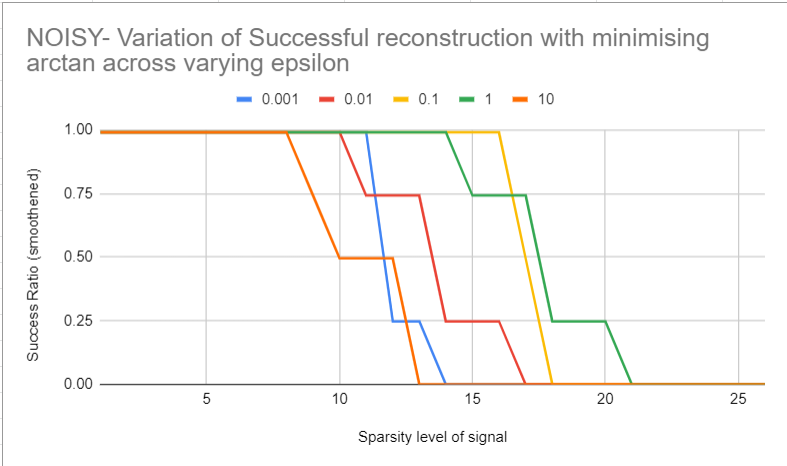 NOISY- Variation of Successful reconstruction with minimising
arctan across varying epsilon
0.001 0.01 0.1 1 10
1.00
0.75
0.50
0.25
0.00
Success Ratio (smoothened)
5 10 15 20 25
Sparsity level of signal